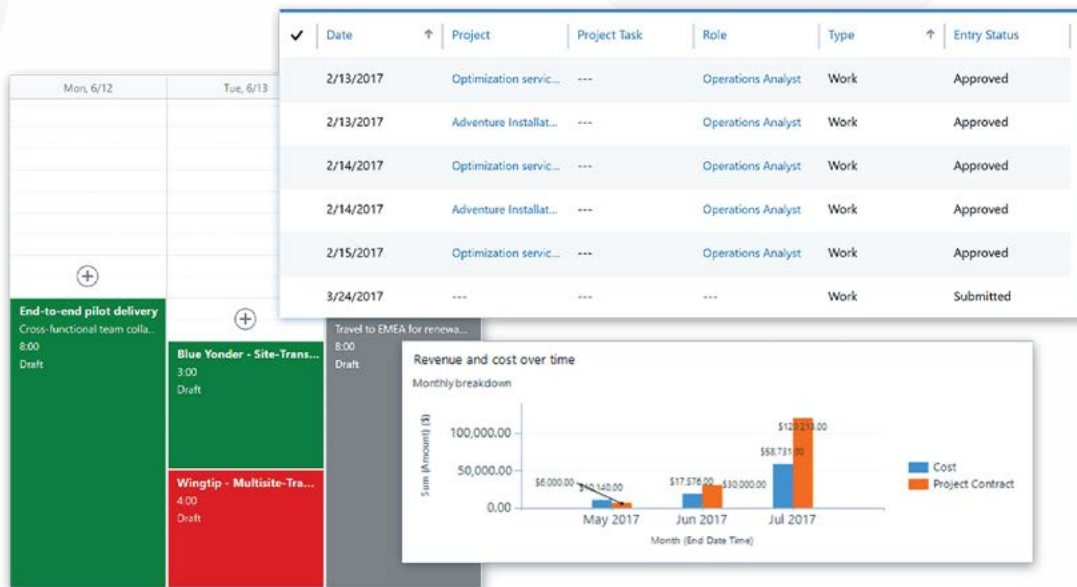 Date Project Project Task Role Type Entry Status
2/13/2017 Optimization servic... --- Operations Analyst Work Approved
2/13/2017 Adventure Installat... --- Operations Analyst Work Approved
2/14/2017 Optimization servic... --- Operations Analyst Work Approved
2/14/2017 Adventure Installat... --- Operations Analyst Work Approved
2/15/2017 Optimization servic... --- Operations Analyst Work Approved
3/24/2017 --- --- --- Work Submitted
Mon, 6/12 Tue, 6/13
End-to-end pilot delivery
Cross-functional team colla...
8:00
Draft
Blue Yonder - Site-Trans...
3:00
Draft
Wingtip - Multisite-Tra...
4:00
Draft
Travel to EMEA for renewa...
8:00
Draft
Revenue and cost over time
Monthly breakdown
Sum (Amount) ($)
100,000.00
50,000.00
0.00
$6,000.00 $10,140.00
$17,576.00 $30,000.00
$58,731.00
$120,213.00
May 2017 Jun 2017 Jul 2017
Month (End Date Time)
Cost
Project Contract